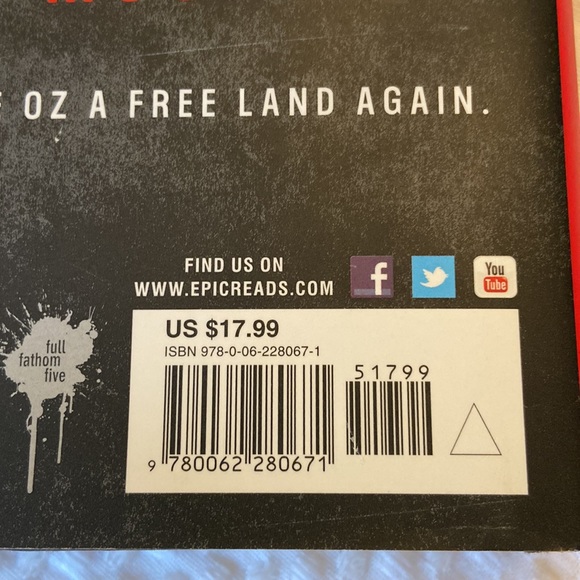 OZ A FREE LAND AGAIN.
FIND US ON
WWW.EPICREADS.COM
f
You
Tube
full
fathom
five
US $17.99
ISBN 978-0-06-228067-1
51799
9 780062 280671